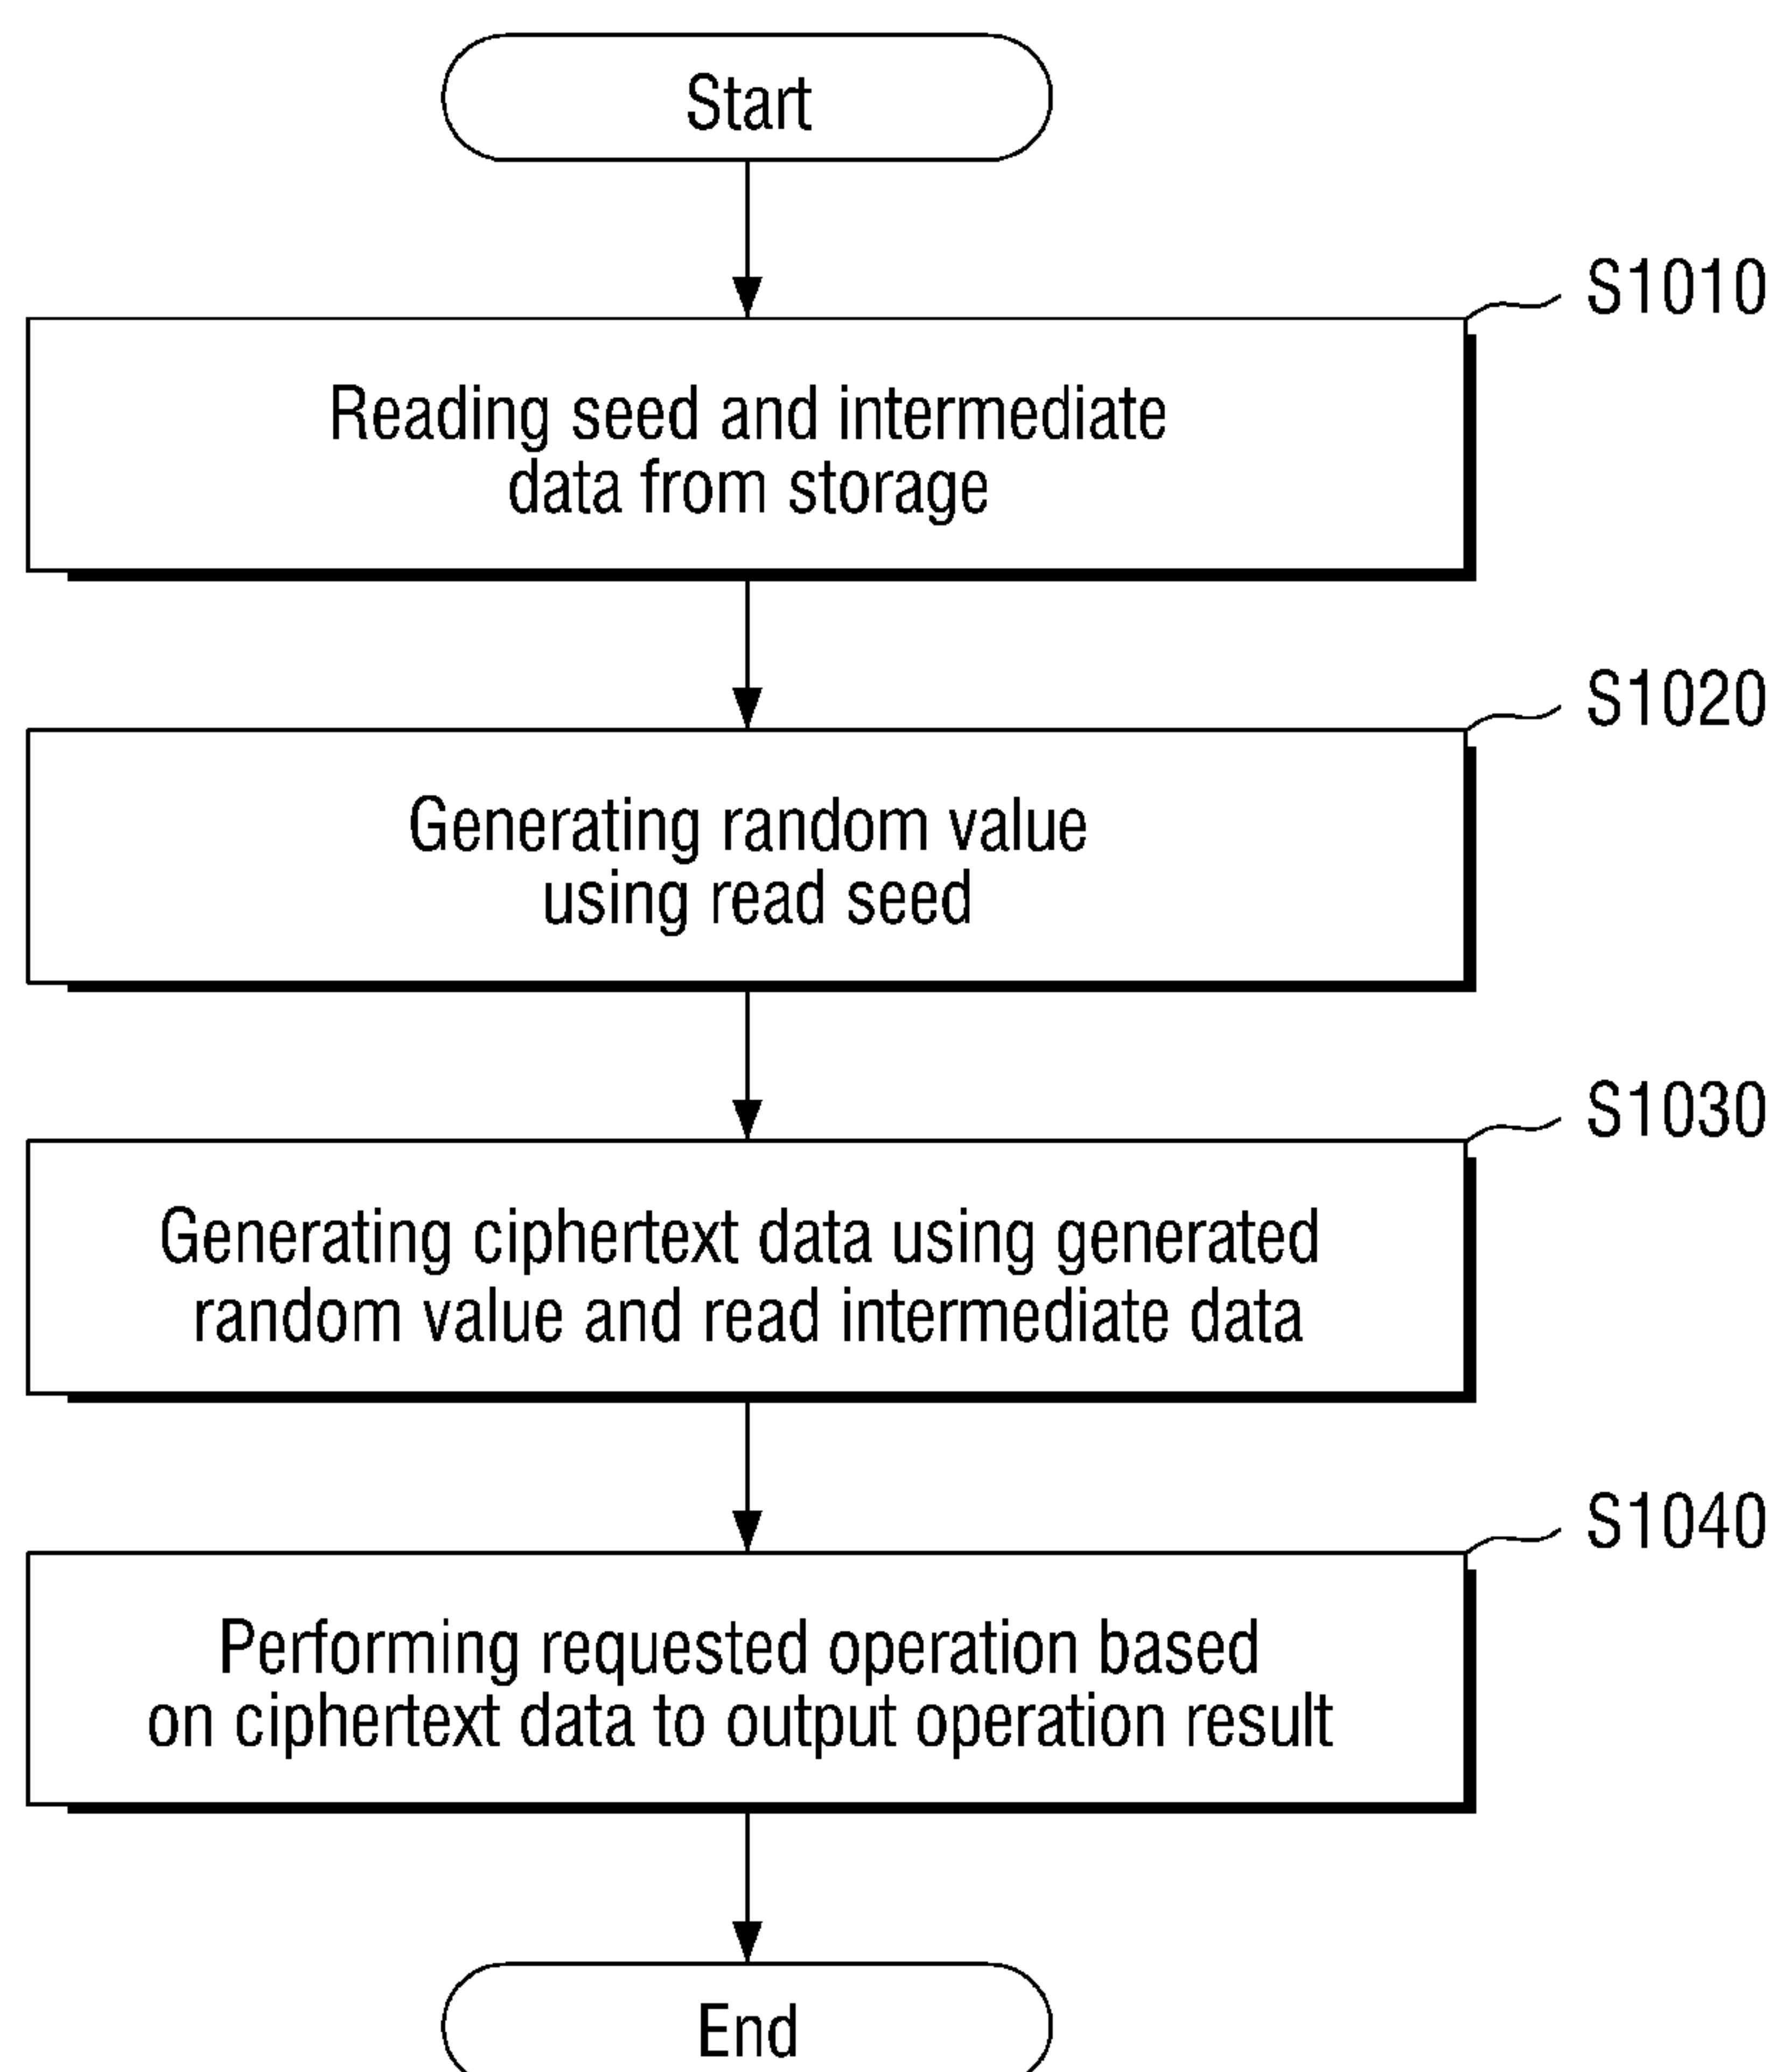 Start
S1010
Reading seed and intermediate
data from storage
S1020
Generating random value
using read seed
S1030
Generating ciphertext data using generated
random value and read intermediate data
S1040
Performing requested operation based
on ciphertext data to output operation result
End